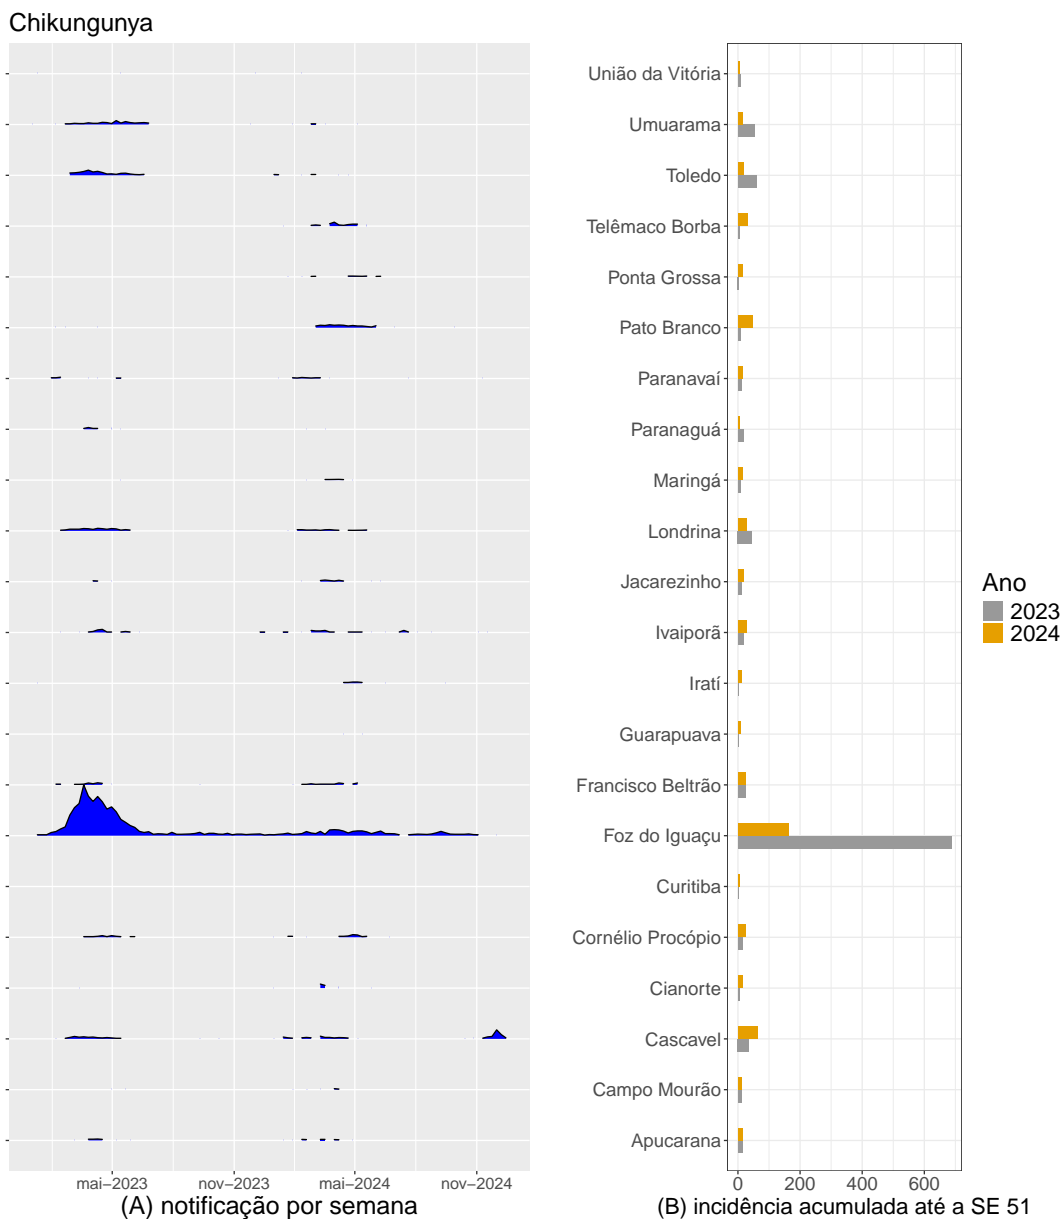 Chikungunya
União da Vitória
Umuarama
Toledo
Telêmaco Borba
Ponta Grossa
Pato Branco
Paranavaí
Paranaguá
Maringá
Londrina
Jacarezinho
Ivaiporã
Iratí
Guarapuava
Francisco Beltrão
Foz do Iguaçu
Curitiba
Cornélio Procópio
Cianorte
Cascavel
Campo Mourão
Apucarana
mai−2023 nov−2023 mai−2024 nov−2024
(A) notificação por semana
0 200 400 600
(B) incidência acumulada até a SE 51
Ano
2023
2024